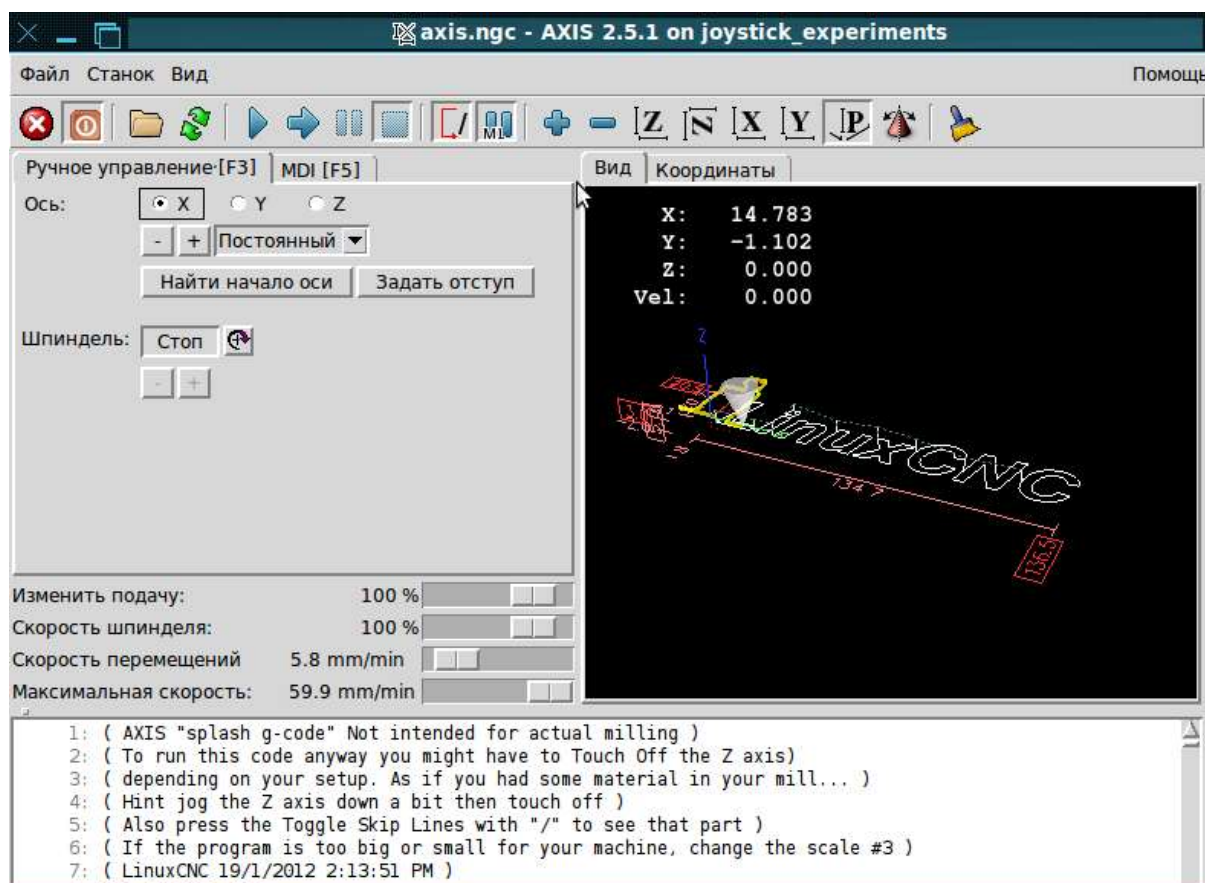 axis.ngc - AXIS 2.5.1 on joystick_experiments
Файл Станок Вид Помощь
M1 Z N X Y P
Ручное управление [F3] MDI [F5] Вид Координаты
Ось: X Y Z
- + Постоянный
Найти начало оси Задать отступ
Шпиндель: Стоп
- +
X: 14.783
Y: -1.102
Z: 0.000
Vel: 0.000
Z
LinuxCNC
134.7
136.5
Изменить подачу: 100 %
Скорость шпинделя: 100 %
Скорость перемещений 5.8 mm/min
Максимальная скорость: 59.9 mm/min
1: ( AXIS "splash g-code" Not intended for actual milling )
2: ( To run this code anyway you might have to Touch Off the Z axis)
3: ( depending on your setup. As if you had some material in your mill... )
4: ( Hint jog the Z axis down a bit then touch off )
5: ( Also press the Toggle Skip Lines with "/" to see that part )
6: ( If the program is too big or small for your machine, change the scale #3 )
7: ( LinuxCNC 19/1/2012 2:13:51 PM )